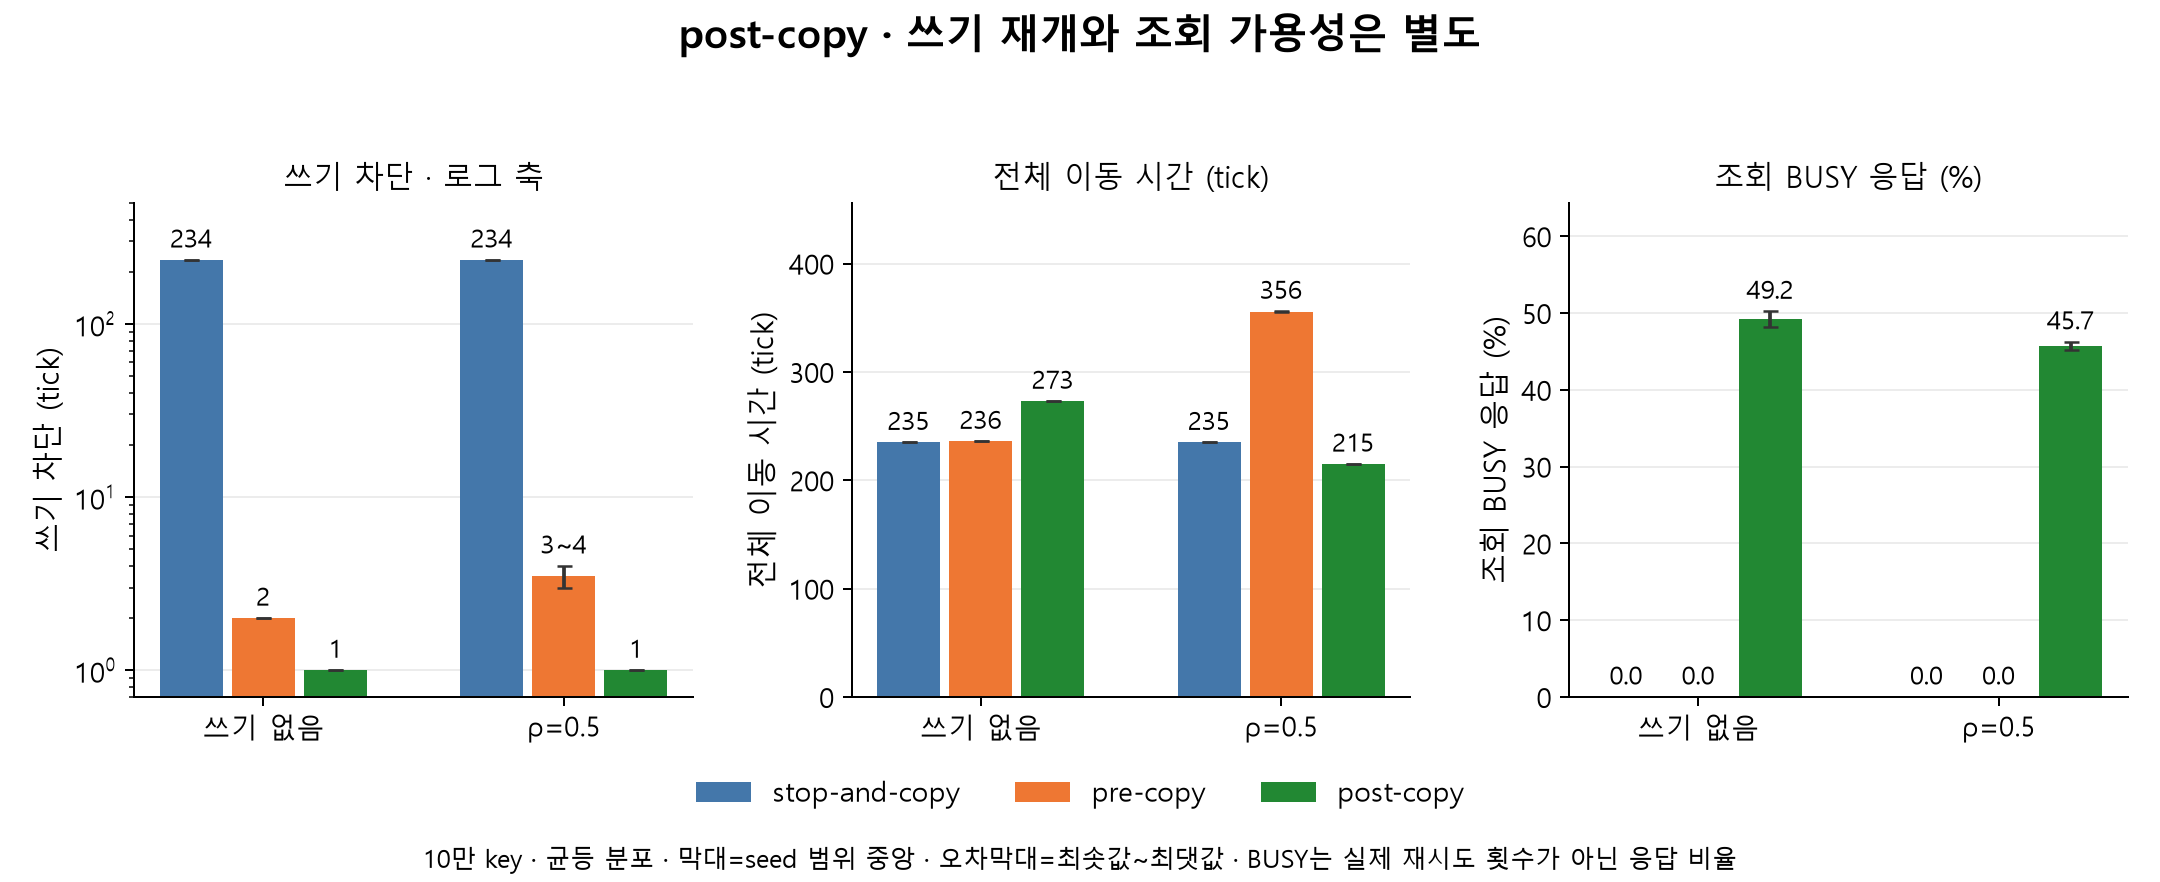 post-copy · 쓰기 재개와 조회 가용성은 별도
쓰기 차단 · 로그 축
쓰기 차단 (tick)
10²
10¹
10⁰
234
2
1
234
3~4
1
쓰기 없음
ρ=0.5
전체 이동 시간 (tick)
전체 이동 시간 (tick)
400
300
200
100
0
235
236
273
235
356
215
쓰기 없음
ρ=0.5
조회 BUSY 응답 (%)
조회 BUSY 응답 (%)
60
50
40
30
20
10
0
0.0
0.0
49.2
0.0
0.0
45.7
쓰기 없음
ρ=0.5
stop-and-copy
pre-copy
post-copy
10만 key · 균등 분포 · 막대=seed 범위 중앙 · 오차막대=최솟값~최댓값 · BUSY는 실제 재시도 횟수가 아닌 응답 비율